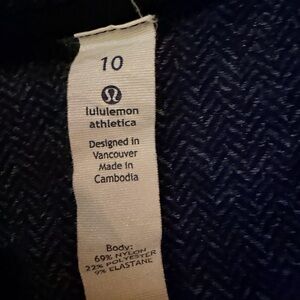 10
lululemon
athletica
Designed in
Vancouver
Made in
Cambodia
Body:
69% NYLON
22% POLYESTER
9% ELASTANE